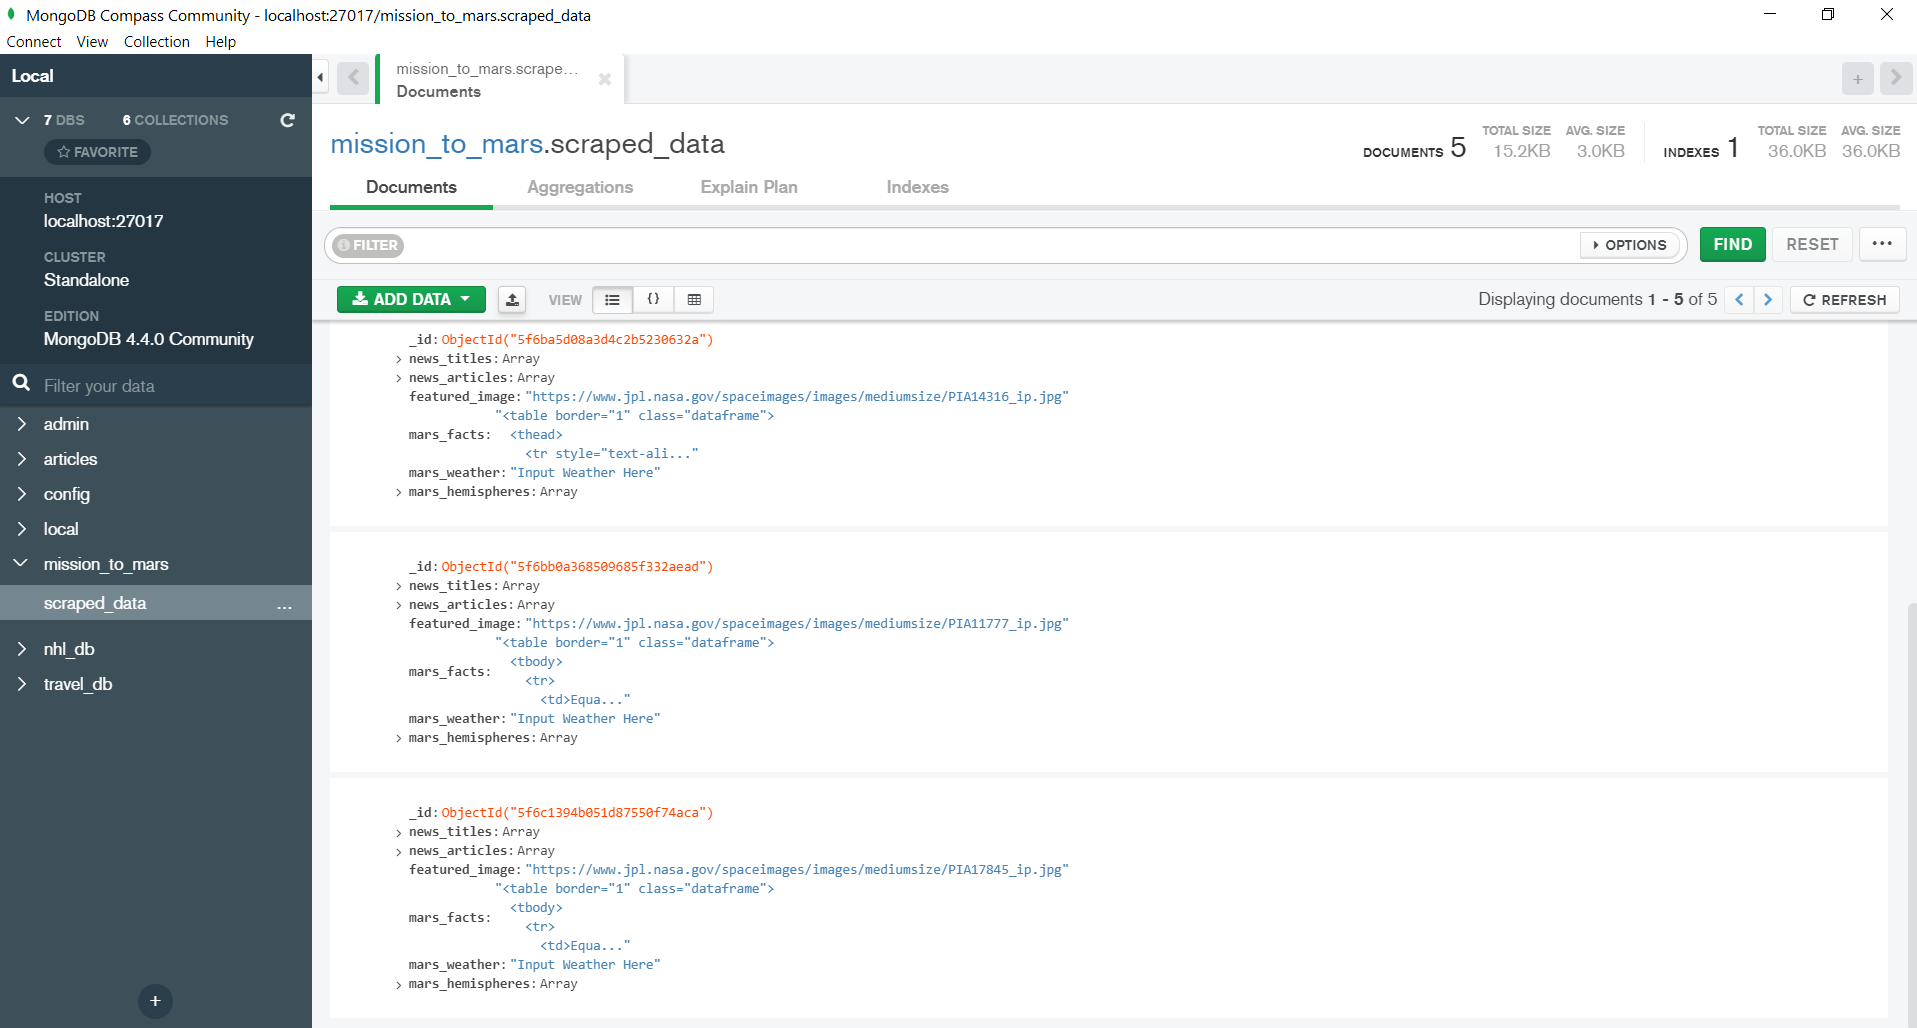 MongoDB Compass Community - localhost:27017/mission_to_mars.scraped_data
Connect View Collection Help
Local
7 DBS 6 COLLECTIONS
FAVORITE
HOST
localhost:27017
CLUSTER
Standalone
EDITION
MongoDB 4.4.0 Community
Filter your data
admin
articles
config
local
mission_to_mars
scraped_data ...
nhl_db
travel_db
+
mission_to_mars.scrape...
Documents
mission_to_mars.scraped_data
DOCUMENTS 5 TOTAL SIZE 15.2KB AVG. SIZE 3.0KB INDEXES 1 TOTAL SIZE 36.0KB AVG. SIZE 36.0KB
Documents Aggregations Explain Plan Indexes
FILTER OPTIONS FIND RESET ...
ADD DATA VIEW {} Displaying documents 1 - 5 of 5 REFRESH
_id: ObjectId("5f6ba5d08a3d4c2b5230632a")
news_titles: Array
news_articles: Array
featured_image: "https://www.jpl.nasa.gov/spaceimages/images/mediumsize/PIA14316_ip.jpg"
"<table border="1" class="dataframe">
mars_facts: <thead>
<tr style="text-ali..."
mars_weather: "Input Weather Here"
mars_hemispheres: Array
_id: ObjectId("5f6bb0a368509685f332aead")
news_titles: Array
news_articles: Array
featured_image: "https://www.jpl.nasa.gov/spaceimages/images/mediumsize/PIA11777_ip.jpg"
"<table border="1" class="dataframe">
<tbody>
mars_facts:
<tr>
<td>Equa..."
mars_weather: "Input Weather Here"
mars_hemispheres: Array
_id: ObjectId("5f6c1394b051d87550f74aca")
news_titles: Array
news_articles: Array
featured_image: "https://www.jpl.nasa.gov/spaceimages/images/mediumsize/PIA17845_ip.jpg"
"<table border="1" class="dataframe">
<tbody>
mars_facts:
<tr>
<td>Equa..."
mars_weather: "Input Weather Here"
mars_hemispheres: Array